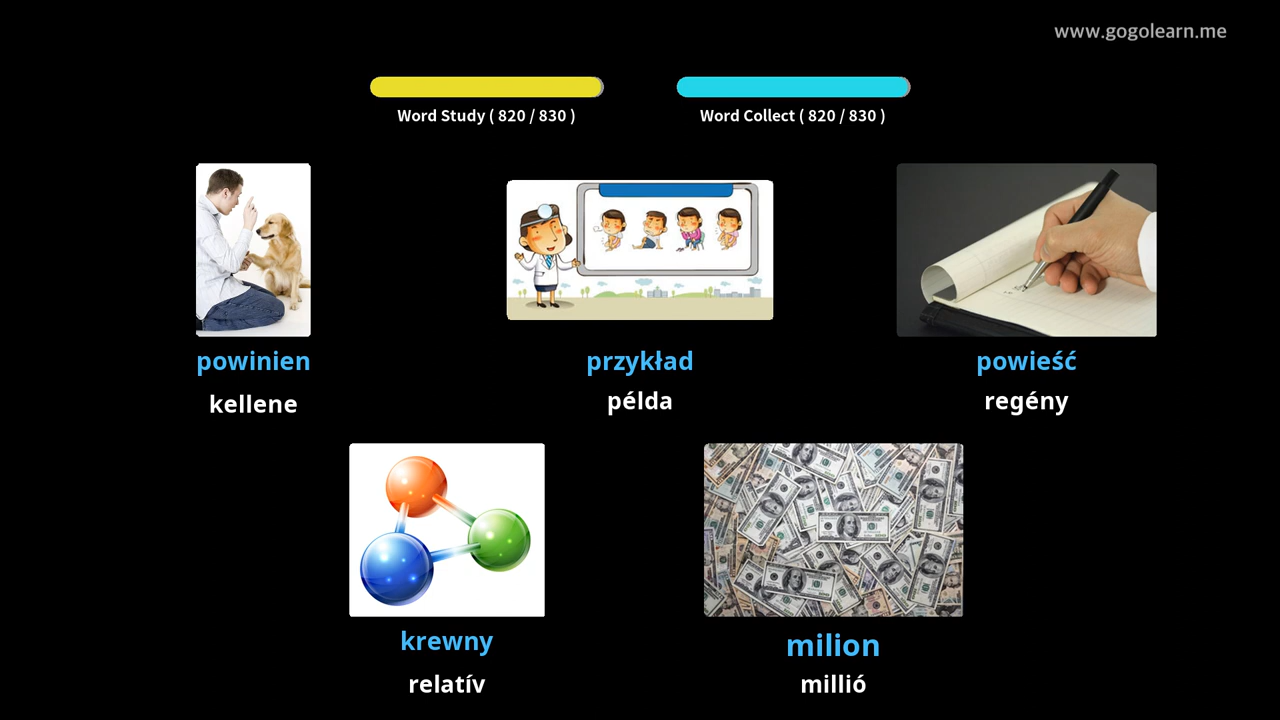 www.gogolearn.me
Word Study ( 820 / 830 )
Word Collect ( 820 / 830 )
powinien
kellene
przykład
példa
powieść
regény
krewny
relatív
milion
millió